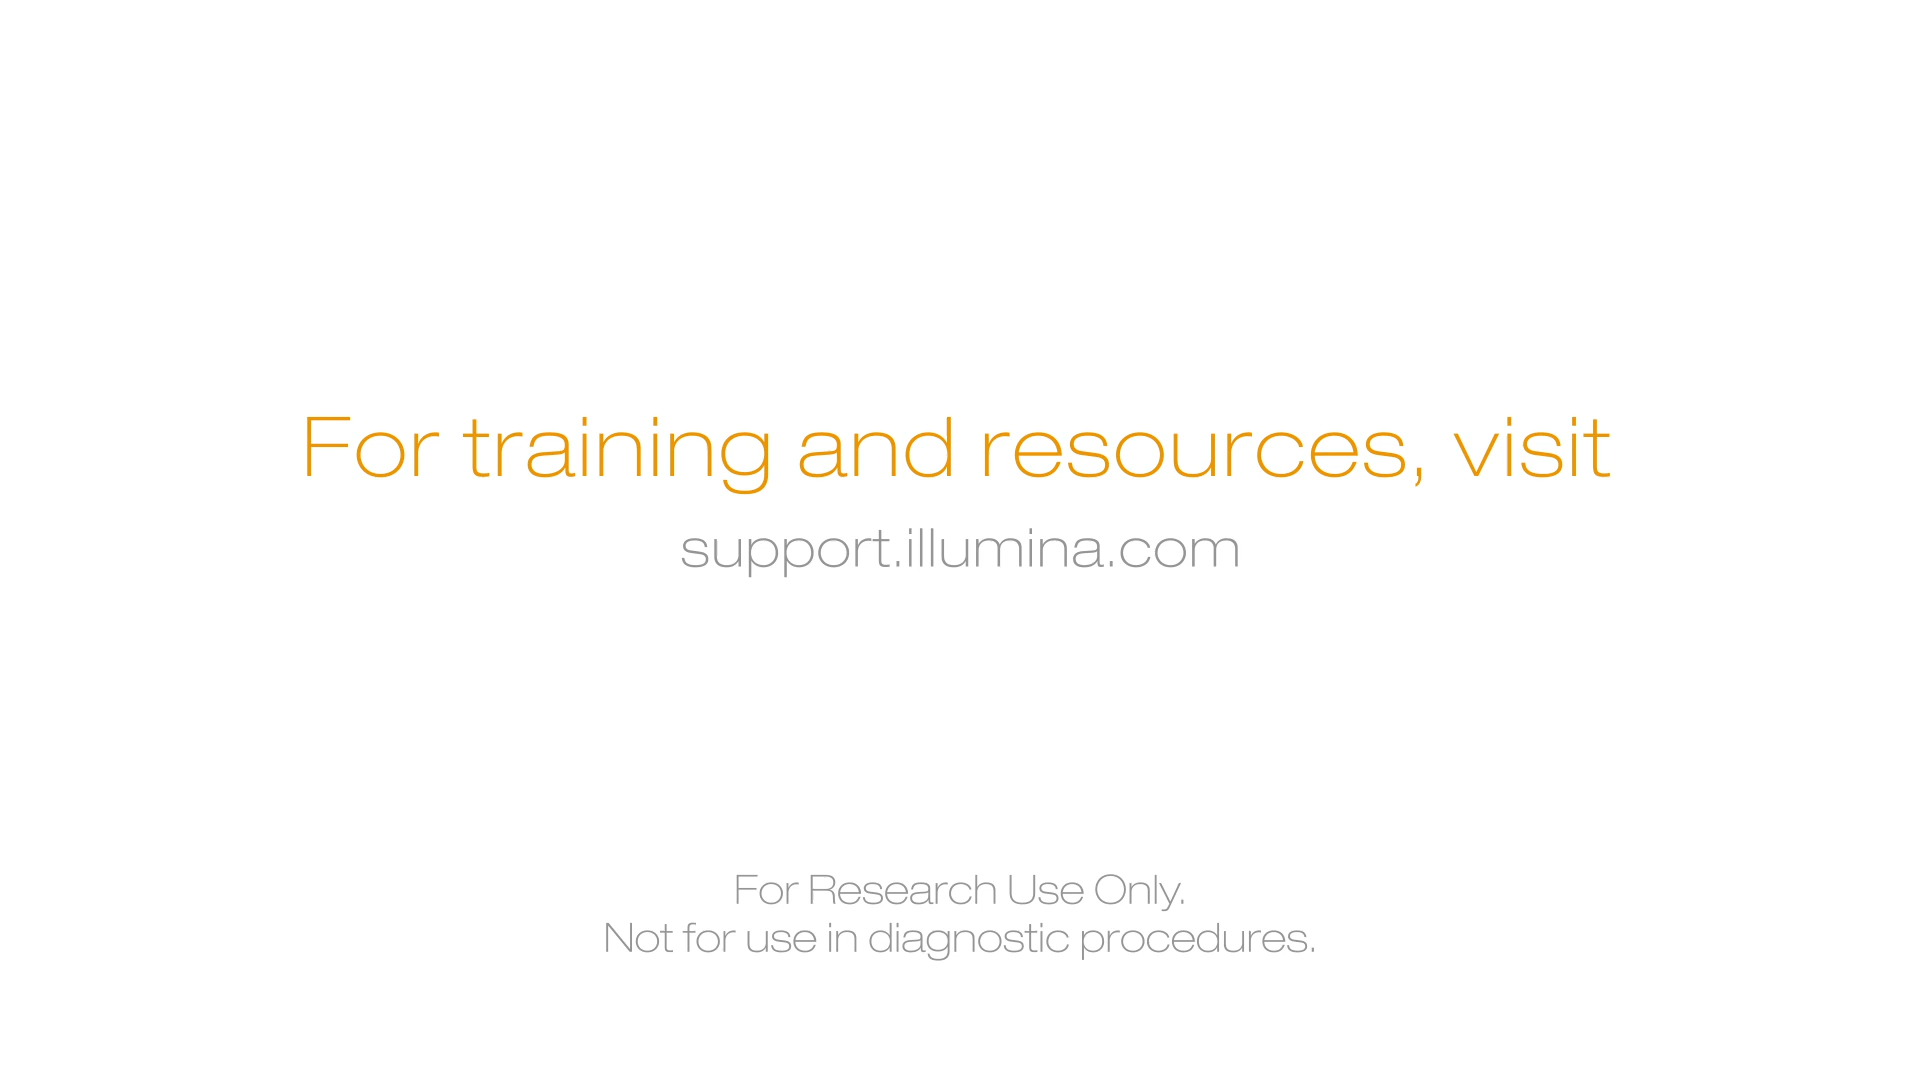 For training and resources, visit
support.illumina.com
For Research Use Only.
Not for use in diagnostic procedures.